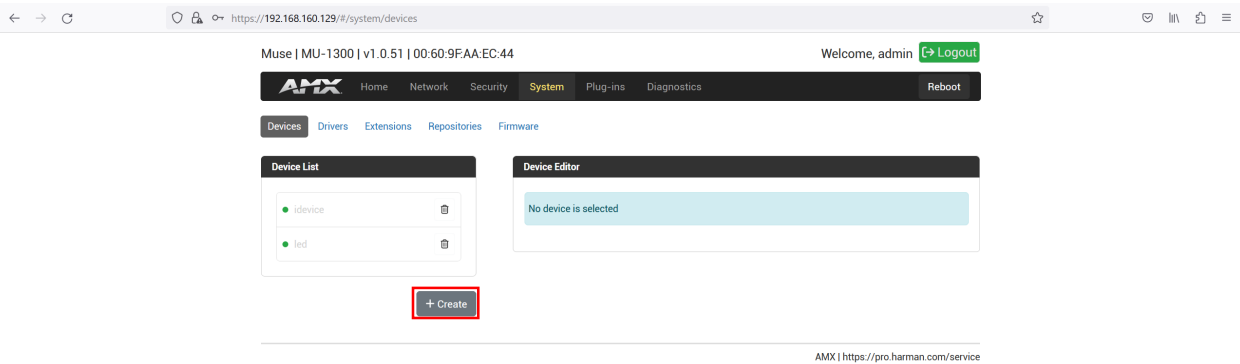 https://192.168.160.129/#/system/devices
Muse | MU-1300 | v1.0.51 | 00:60:9F:AA:EC:44
Welcome, admin Logout
AMX Home Network Security System Plug-ins Diagnostics Reboot
Devices Drivers Extensions Repositories Firmware
Device List
Device Editor
idevice
No device is selected
led
+ Create
AMX | https://pro.harman.com/service